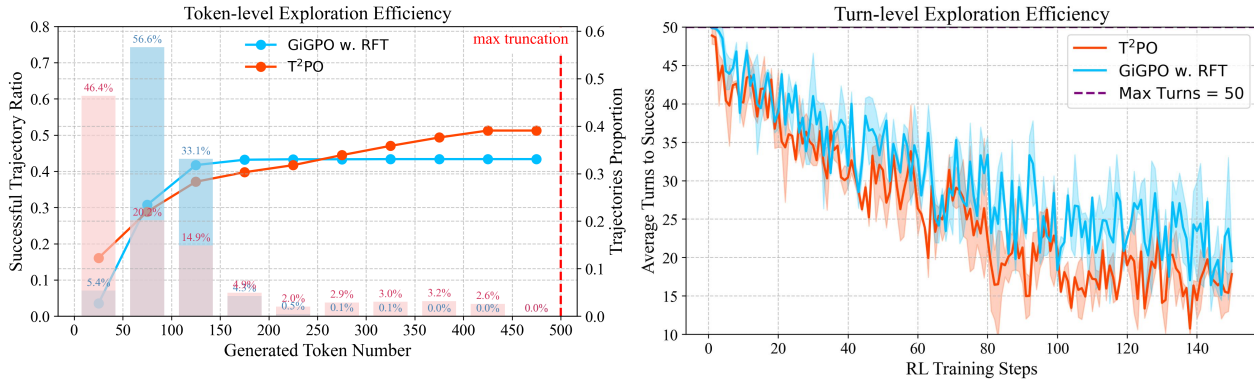 Token-level Exploration Efficiency
Successful Trajectory Ratio
0.8
0.7
0.6
0.5
0.4
0.3
0.2
0.1
0.0
GiGPO w. RFT
T²PO
max truncation
46.4%
56.6%
33.1%
20.2%
14.9%
5.4%
4.9%
4.3%
2.0%
0.5%
2.9%
0.1%
3.0%
0.1%
3.2%
0.0%
2.6%
0.0%
0.0%
0.6
0.5
0.4
0.3
0.2
0.1
0.0
Trajectories Proportion
0 50 100 150 200 250 300 350 400 450 500
Generated Token Number
Turn-level Exploration Efficiency
Average Turns to Success
50
45
40
35
30
25
20
15
10
T²PO
GiGPO w. RFT
Max Turns = 50
0 20 40 60 80 100 120 140
RL Training Steps